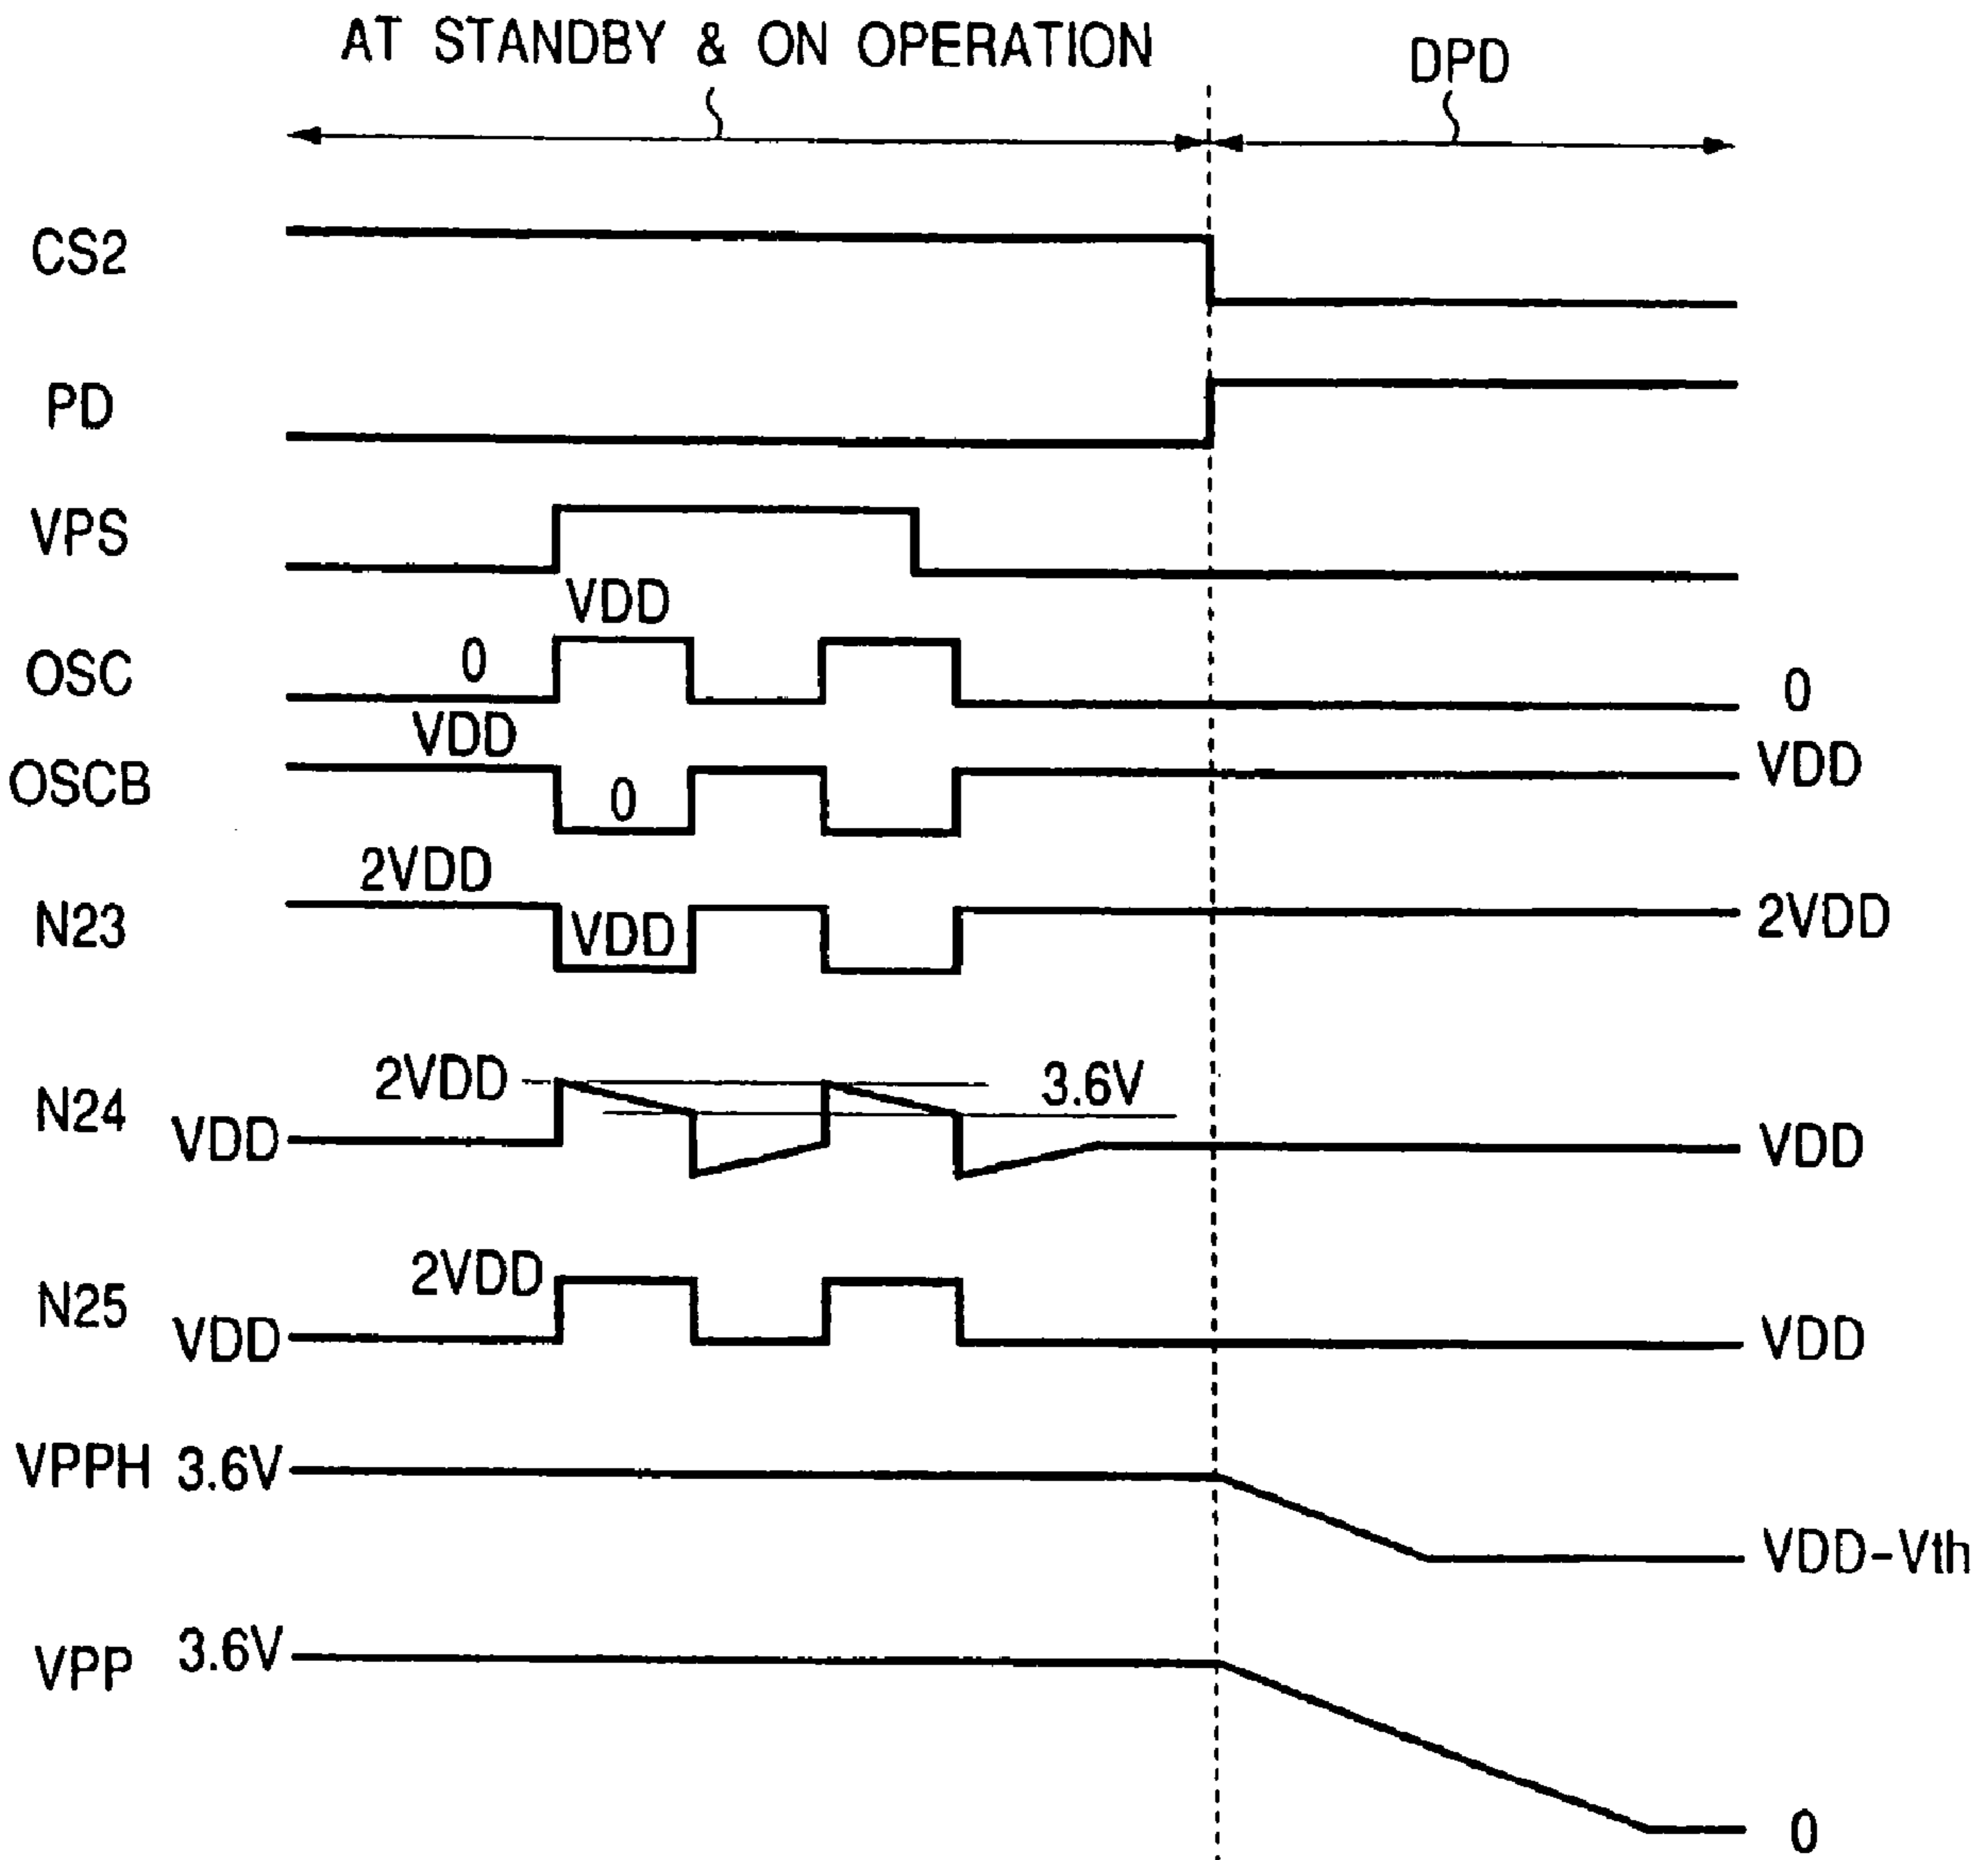 AT STANDBY & ON OPERATION DPD
CS2
PD
VPS
VDD
OSC 0 0
VDD
OSCB 0 VDD
2VDD
N23 VDD 2VDD
2VDD 3.6V
N24 VDD VDD
2VDD
N25 VDD VDD
VPPH 3.6V
VDD-Vth
VPP 3.6V
0